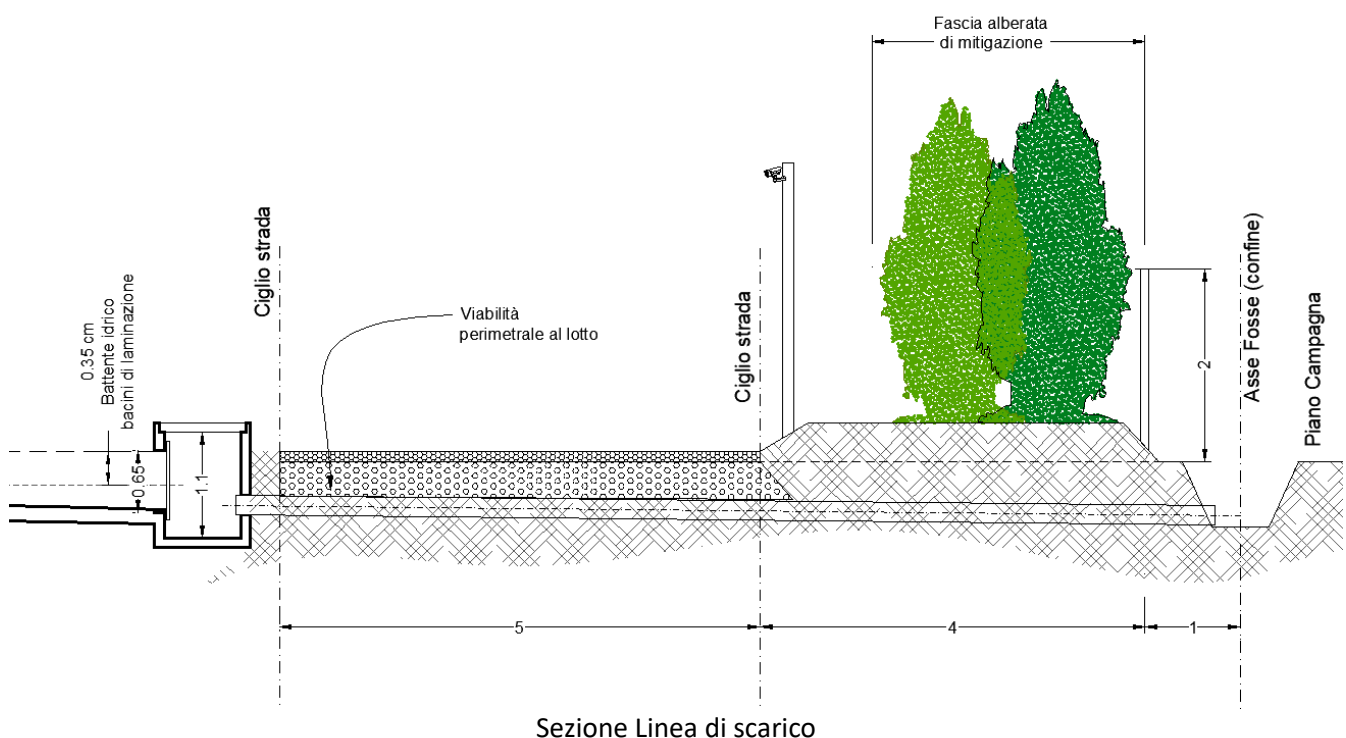 Fascia alberata
di mitigazione
Ciglio strada
Ciglio strada
Asse Fosse (confine)
Piano Campagna
0.35 cm
Battente idrico
bacini di laminazione
Viabilità
perimetrale al lotto
2
0.65
1.1
5
4
1
Sezione Linea di scarico